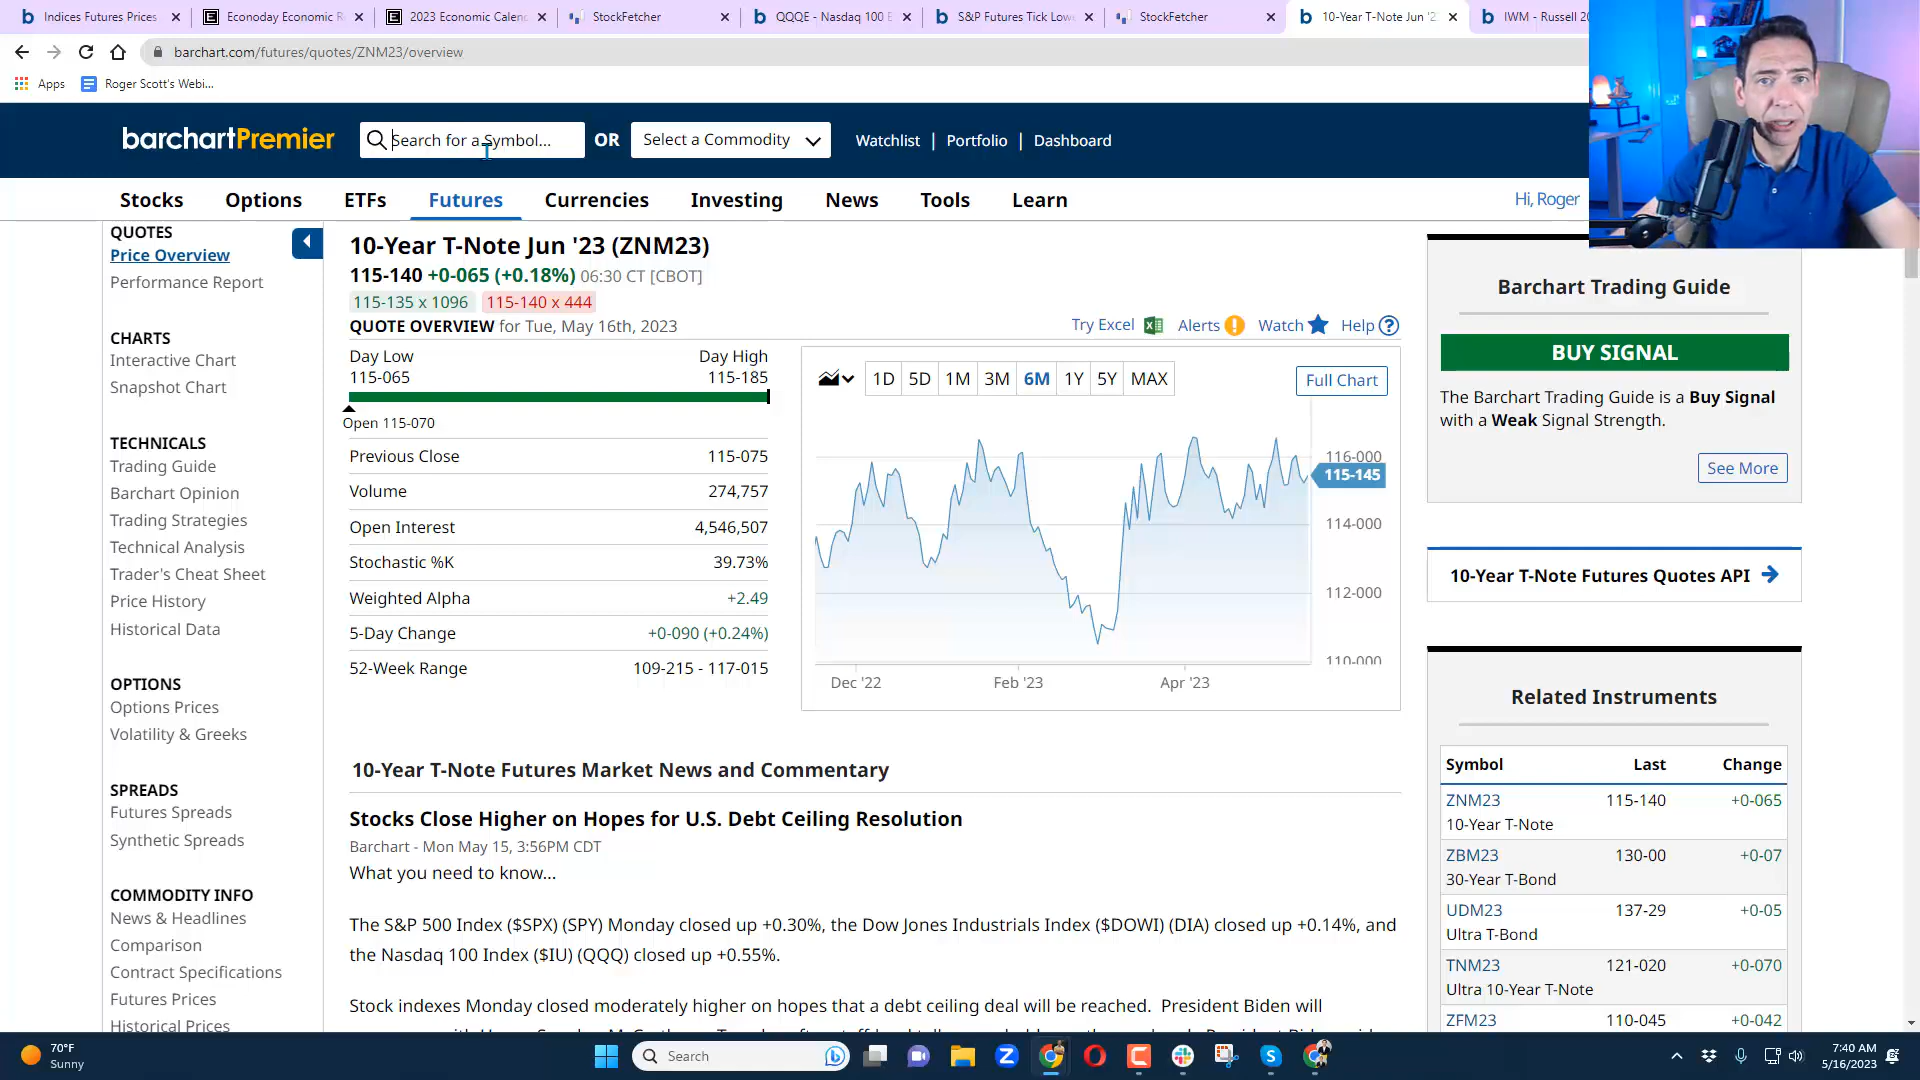 Indices Futures Prices
Econoday Economic R
2023 Economic Calen
StockFetcher
QQQE - Nasdaq 100 E
S&P Futures Tick Lowe
StockFetcher
10-Year T-Note Jun '2
IWM - Russell 20
barchart.com/futures/quotes/ZNM23/overview
Apps
Roger Scott's Webi...
barchartPremier
Search for a Symbol...
OR
Select a Commodity
Watchlist | Portfolio | Dashboard
Stocks
Options
ETFs
Futures
Currencies
Investing
News
Tools
Learn
Hi, Roger
QUOTES
Price Overview
Performance Report
CHARTS
Interactive Chart
Snapshot Chart
TECHNICALS
Trading Guide
Barchart Opinion
Trading Strategies
Technical Analysis
Trader's Cheat Sheet
Price History
Historical Data
OPTIONS
Options Prices
Volatility & Greeks
SPREADS
Futures Spreads
Synthetic Spreads
COMMODITY INFO
News & Headlines
Comparison
Contract Specifications
Futures Prices
Historical Prices
10-Year T-Note Jun '23 (ZNM23)
115-140 +0-065 (+0.18%) 06:30 CT [CBOT]
115-135 x 1096 115-140 x 444
QUOTE OVERVIEW for Tue, May 16th, 2023
Try Excel
Alerts
Watch
Help
Day Low Day High
115-065 115-185
Open 115-070
Previous Close 115-075
Volume 274,757
Open Interest 4,546,507
Stochastic %K 39.73%
Weighted Alpha +2.49
5-Day Change +0-090 (+0.24%)
52-Week Range 109-215 - 117-015
1D 5D 1M 3M 6M 1Y 5Y MAX
Full Chart
116-000
115-145
114-000
112-000
110-000
Dec '22 Feb '23 Apr '23
10-Year T-Note Futures Market News and Commentary
Stocks Close Higher on Hopes for U.S. Debt Ceiling Resolution
Barchart - Mon May 15, 3:56PM CDT
What you need to know...
The S&P 500 Index ($SPX) (SPY) Monday closed up +0.30%, the Dow Jones Industrials Index ($DOWI) (DIA) closed up +0.14%, and
the Nasdaq 100 Index ($IU) (QQQ) closed up +0.55%.
Stock indexes Monday closed moderately higher on hopes that a debt ceiling deal will be reached. President Biden will
Barchart Trading Guide
BUY SIGNAL
The Barchart Trading Guide is a Buy Signal
with a Weak Signal Strength.
See More
10-Year T-Note Futures Quotes API
Related Instruments
Symbol Last Change
ZNM23 115-140 +0-065
10-Year T-Note
ZBM23 130-00 +0-07
30-Year T-Bond
UDM23 137-29 +0-05
Ultra T-Bond
TNM23 121-020 +0-070
Ultra 10-Year T-Note
ZFM23 110-045 +0-042
70°F
Sunny
Search
7:40 AM
5/16/2023